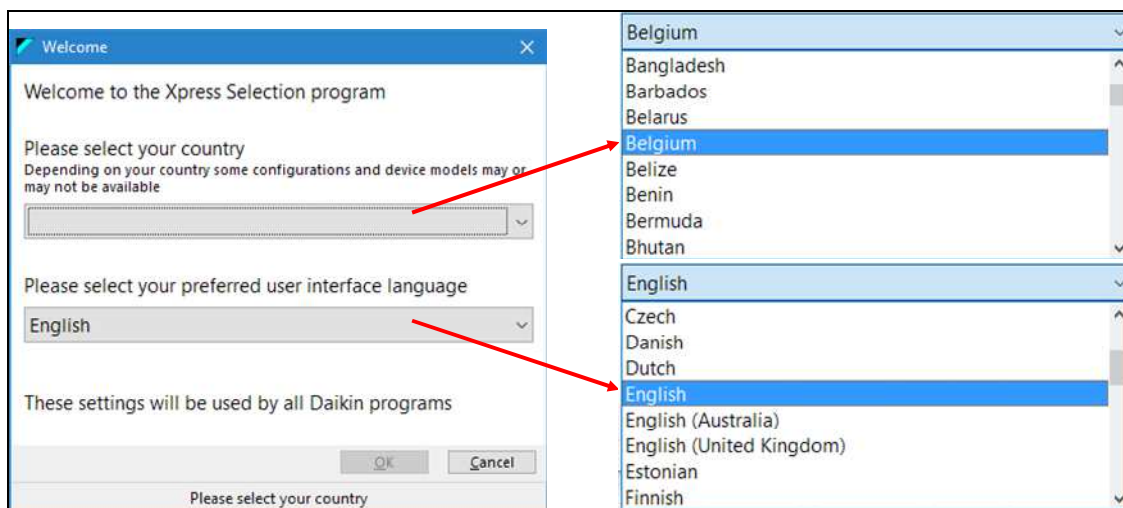 Welcome
Welcome to the Xpress Selection program
Please select your country
Depending on your country some configurations and device models may or
may not be available
Please select your preferred user interface language
English
These settings will be used by all Daikin programs
OK
Cancel
Please select your country
Belgium
Bangladesh
Barbados
Belarus
Belgium
Belize
Benin
Bermuda
Bhutan
English
Czech
Danish
Dutch
English
English (Australia)
English (United Kingdom)
Estonian
Finnish